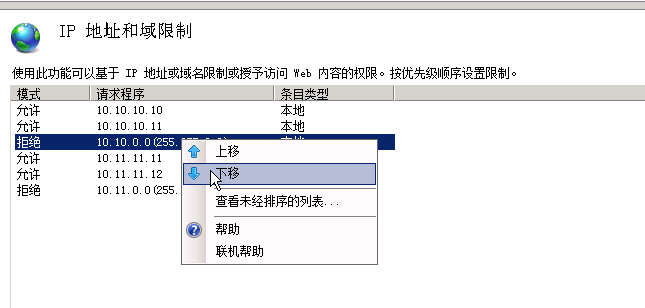 IP 地址和域限制
使用此功能可以基于 IP 地址或域名限制或授予访问 Web 内容的权限。按优先级顺序设置限制。
模式 请求程序 条目类型
允许 10.10.10.10 本地
允许 10.10.10.11 本地
拒绝 10.10.0.0(255.
允许 10.11.11.11
允许 10.11.11.12
拒绝 10.11.0.0(255.
上移
下移
查看未经排序的列表...
帮助
联机帮助